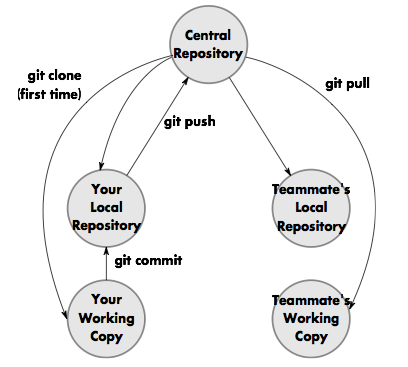 Central
Repository
git clone
(first time)
git pull
git push
Your
Local
Repository
Teammate's
Local
Repository
git commit
Your
Working
Copy
Teammate's
Working
Copy